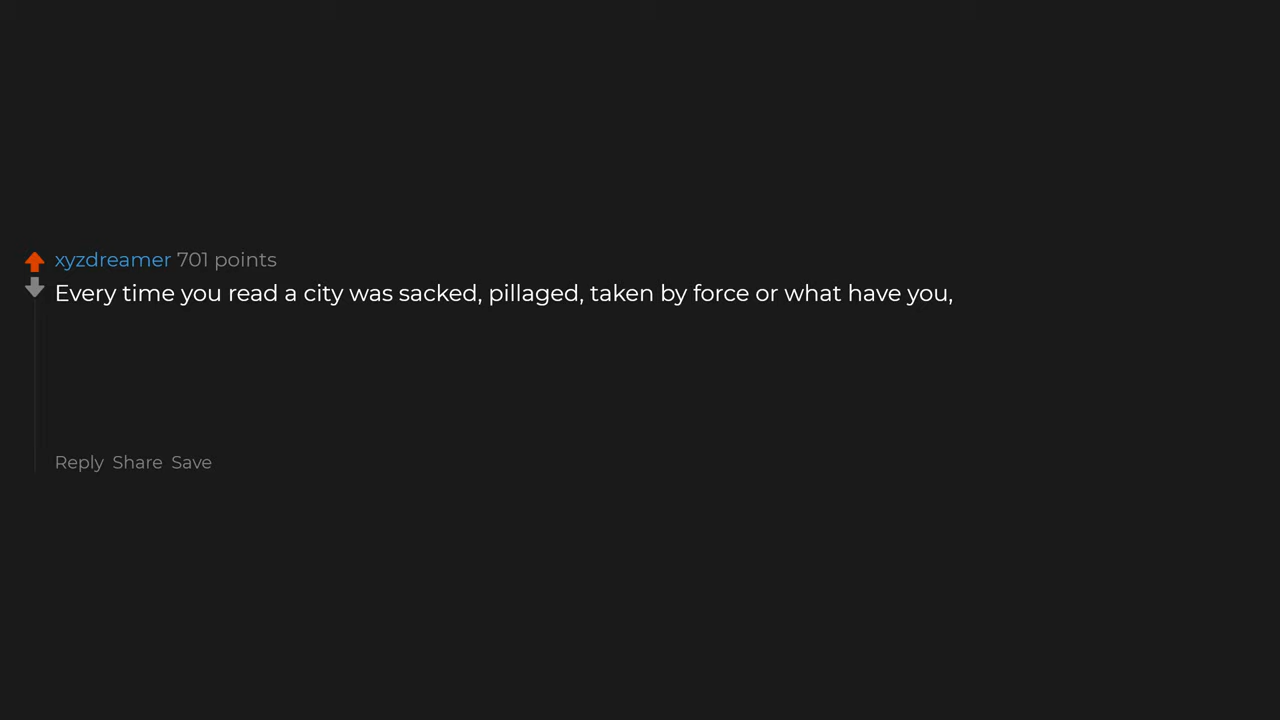 xyzdreamer 701 points
Every time you read a city was sacked, pillaged, taken by force or what have you,
Reply Share Save